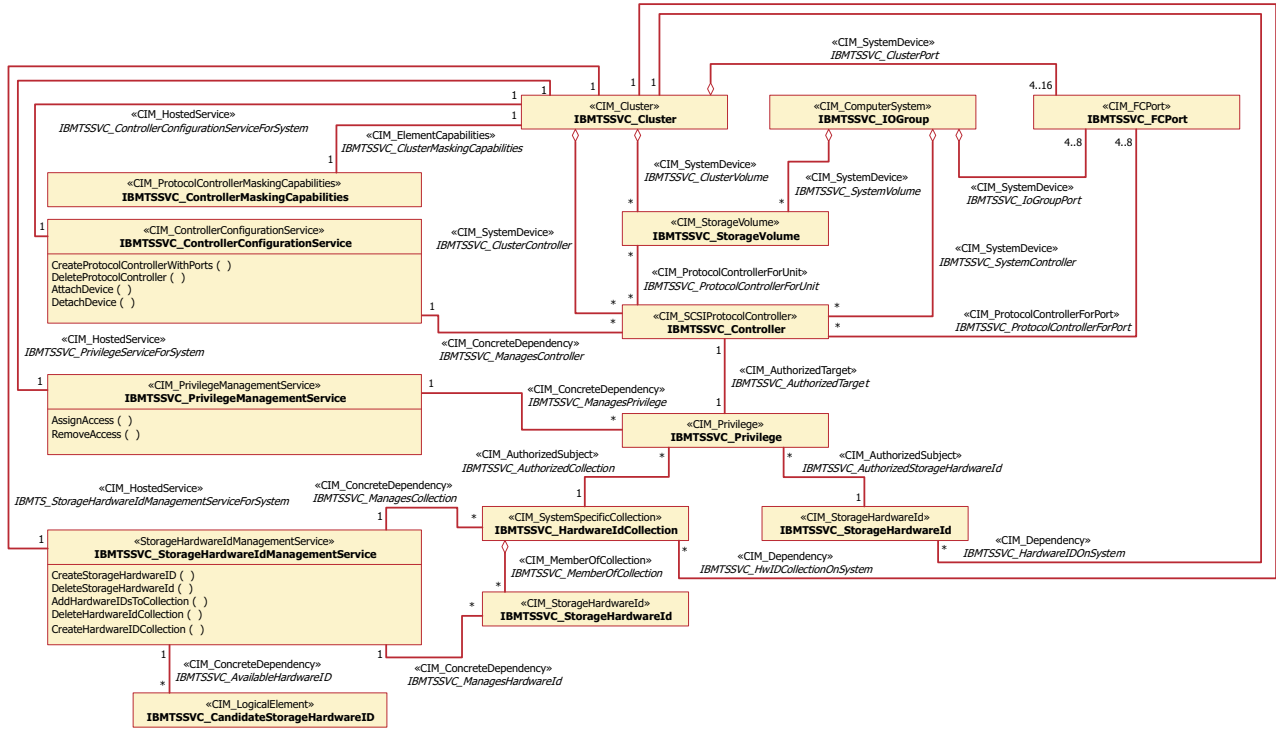 «CIM_SystemDevice»
IBMTSSVC_ClusterPort
1
1
1
1
1
4..16
«CIM_HostedService»
IBMTSSVC_ControllerConfigurationServiceForSystem
1
«CIM_Cluster»
IBMTSSVC_Cluster
«CIM_ComputerSystem»
IBMTSSVC_IOGroup
«CIM_FCPort»
IBMTSSVC_FCPort
1
«CIM_ElementCapabilities»
IBMTSSVC_ClusterMaskingCapabilities
1
4..8
4..8
«CIM_SystemDevice»
IBMTSSVC_ClusterVolume
«CIM_SystemDevice»
IBMTSSVC_SystemVolume
«CIM_SystemDevice»
IBMTSSVC_IoGroupPort
«CIM_ProtocolControllerMaskingCapabilities»
IBMTSSVC_ControllerMaskingCapabilities
*
*
1
«CIM_ControllerConfigurationService»
IBMTSSVC_ControllerConfigurationService
CreateProtocolControllerWithPorts ( )
DeleteProtocolController ( )
AttachDevice ( )
DetachDevice ( )
«CIM_SystemDevice»
IBMTSSVC_ClusterController
«CIM_StorageVolume»
IBMTSSVC_StorageVolume
«CIM_SystemDevice»
IBMTSSVC_SystemController
*
«CIM_ProtocolControllerForUnit»
IBMTSSVC_ProtocolControllerForUnit
*
*
*
1
*
*
«CIM_SCSIProtocolController»
IBMTSSVC_Controller
«CIM_ProtocolControllerForPort»
IBMTSSVC_ProtocolControllerForPort
«CIM_HostedService»
IBMTSSVC_PrivilegeServiceForSystem
«CIM_ConcreteDependency»
IBMTSSVC_ManagesController
1
«CIM_AuthorizedTarget»
IBMTSSVC_AuthorizedTarget
1
1
«CIM_PrivilegeManagementService»
IBMTSSVC_PrivilegeManagementService
AssignAccess ( )
RemoveAccess ( )
1
«CIM_ConcreteDependency»
IBMTSSVC_ManagesPrivilege
*
«CIM_Privilege»
IBMTSSVC_Privilege
*
*
«CIM_AuthorizedSubject»
IBMTSSVC_AuthorizedCollection
«CIM_AuthorizedSubject»
IBMTSSVC_AuthorizedStorageHardwareId
1
1
«CIM_HostedService»
IBMTS_StorageHardwareIdManagementServiceForSystem
«CIM_ConcreteDependency»
IBMTSSVC_ManagesCollection
1
*
«CIM_SystemSpecificCollection»
IBMTSSVC_HardwareIdCollection
«CIM_StorageHardwareId»
IBMTSSVC_StorageHardwareId
1
«StorageHardwareIdManagementService»
IBMTSSVC_StorageHardwareIdManagementService
CreateStorageHardwareID ( )
DeleteStorageHardwareId ( )
AddHardwareIDsToCollection ( )
DeleteHardwareIdCollection ( )
CreateHardwareIDCollection ( )
*
*
«CIM_Dependency»
IBMTSSVC_HardwareIDOnSystem
«CIM_MemberOfCollection»
IBMTSSVC_MemberOfCollection
«CIM_Dependency»
IBMTSSVC_HwIDCollectionOnSystem
*
*
«CIM_StorageHardwareId»
IBMTSSVC_StorageHardwareId
1
1
«CIM_ConcreteDependency»
IBMTSSVC_AvailableHardwareID
«CIM_ConcreteDependency»
IBMTSSVC_ManagesHardwareId
*
«CIM_LogicalElement»
IBMTSSVC_CandidateStorageHardwareID